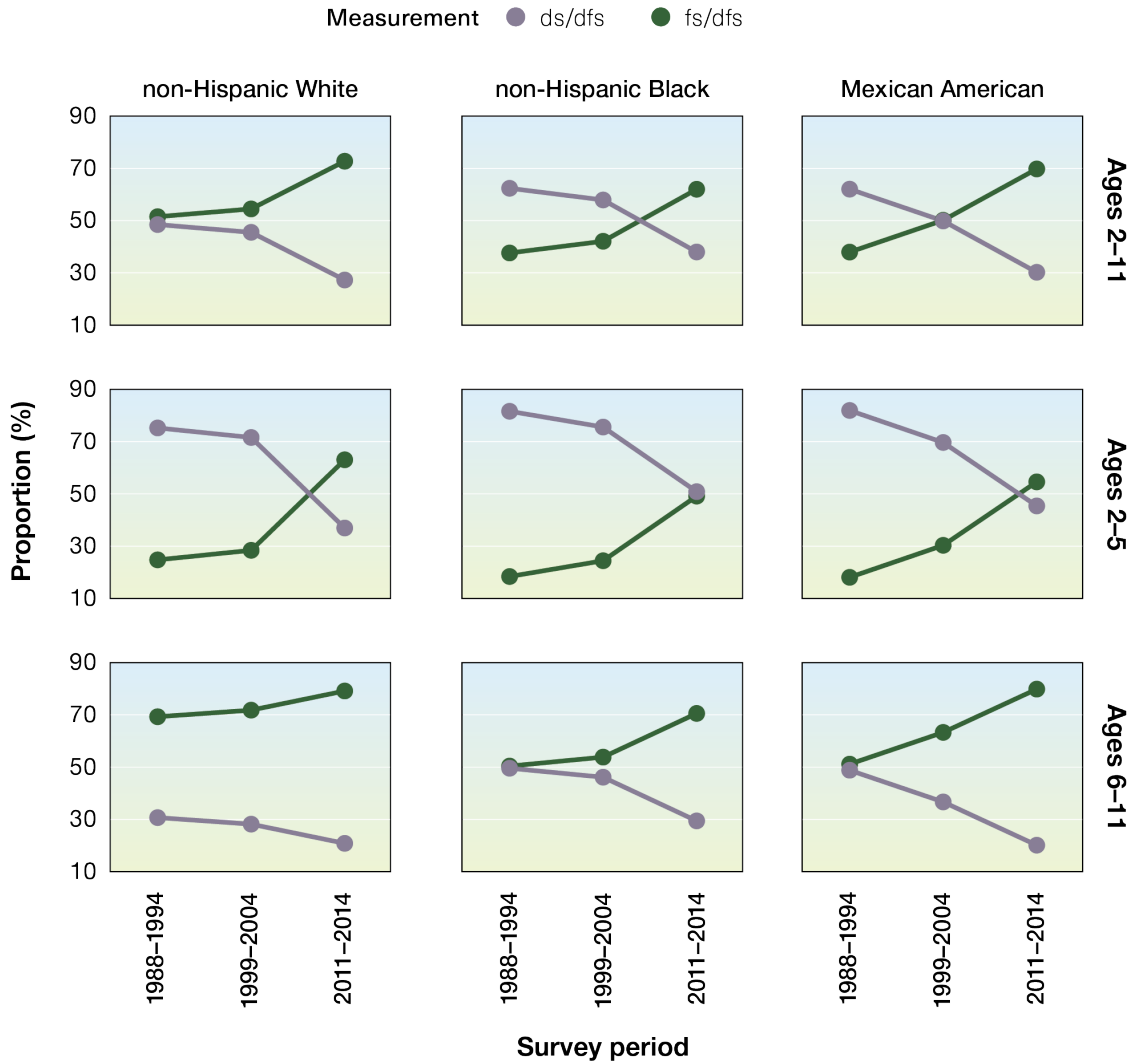 Measurement ds/dfs fs/dfs
non-Hispanic White non-Hispanic Black Mexican American
90
70
50
30
10
Ages 2–11
90
70
50
30
10
Ages 2–5
90
70
50
30
10
Ages 6–11
Proportion (%)
1988–1994 1999–2004 2011–2014 1988–1994 1999–2004 2011–2014 1988–1994 1999–2004 2011–2014
Survey period